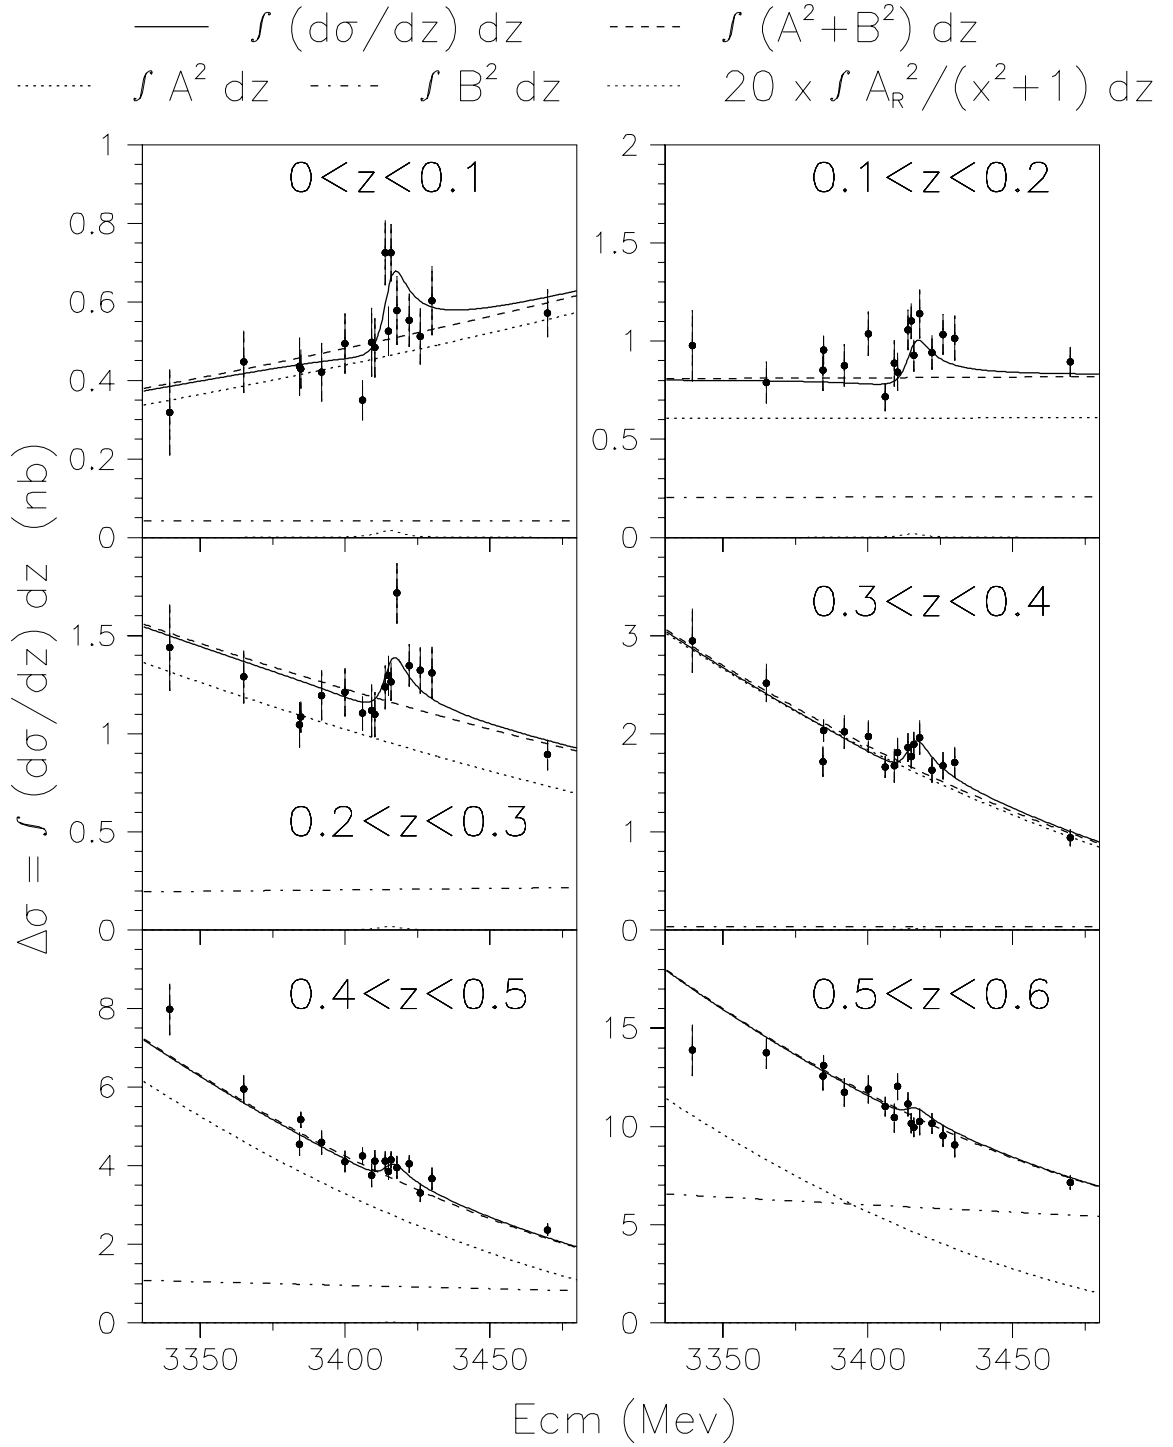 ∫ (dσ/dz) dz ∫ (A²+B²) dz
∫ A² dz ∫ B² dz 20 x ∫ A_R²/(x²+1) dz
Δσ = ∫ (dσ/dz) dz (nb)
0<z<0.1
1
0.8
0.6
0.4
0.2
0
0.1<z<0.2
2
1.5
1
0.5
0
0.2<z<0.3
1.5
1
0.5
0
0.3<z<0.4
3
2
1
0
0.4<z<0.5
8
6
4
2
0
0.5<z<0.6
15
10
5
0
3350 3400 3450 3350 3400 3450
Ecm (Mev)